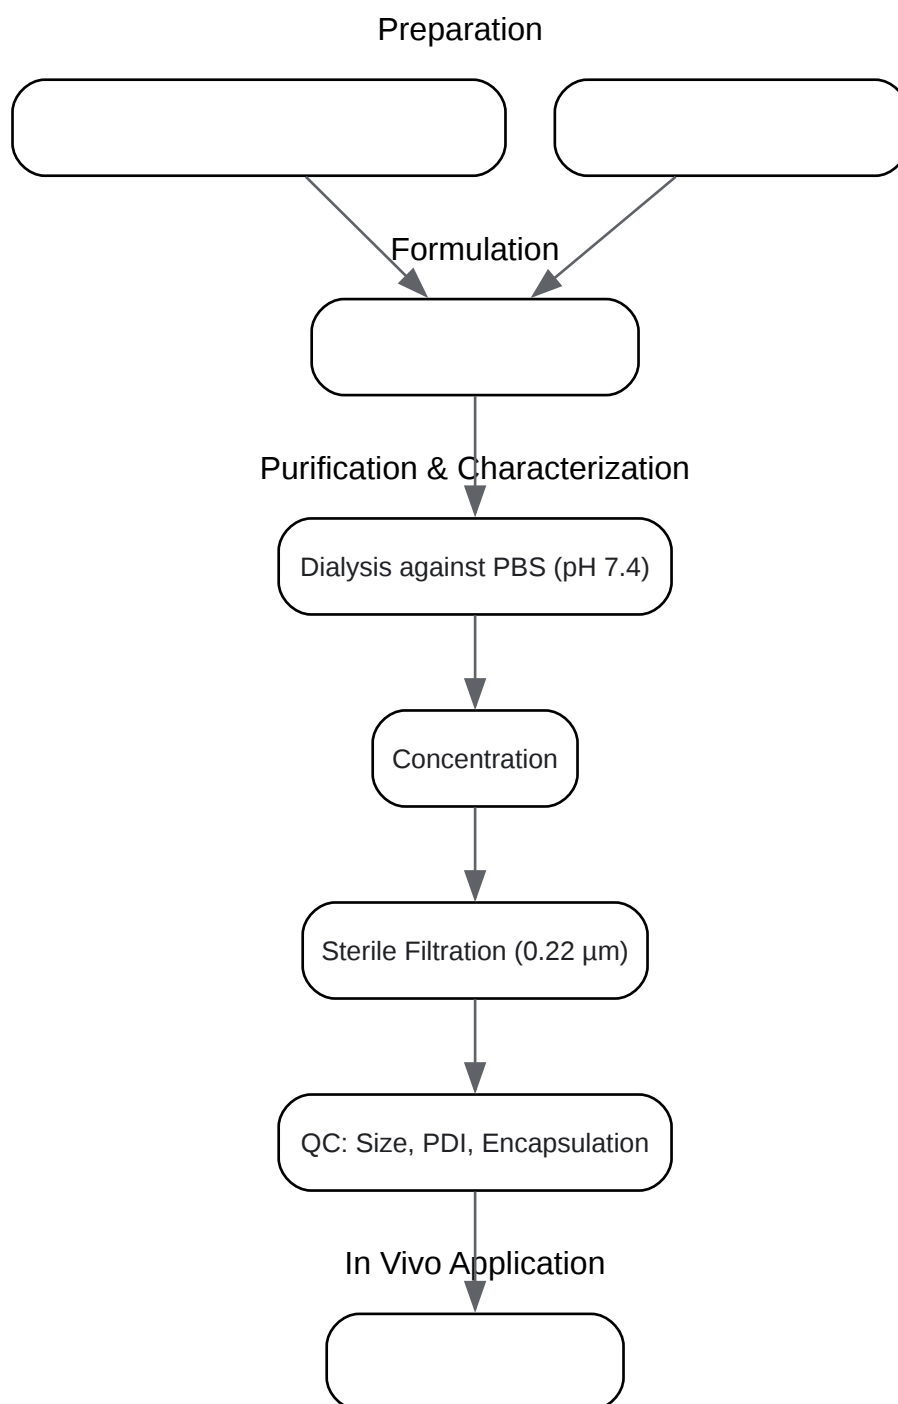 Preparation
Formulation
Purification & Characterization
Dialysis against PBS (pH 7.4)
Concentration
Sterile Filtration (0.22 µm)
QC: Size, PDI, Encapsulation
In Vivo Application